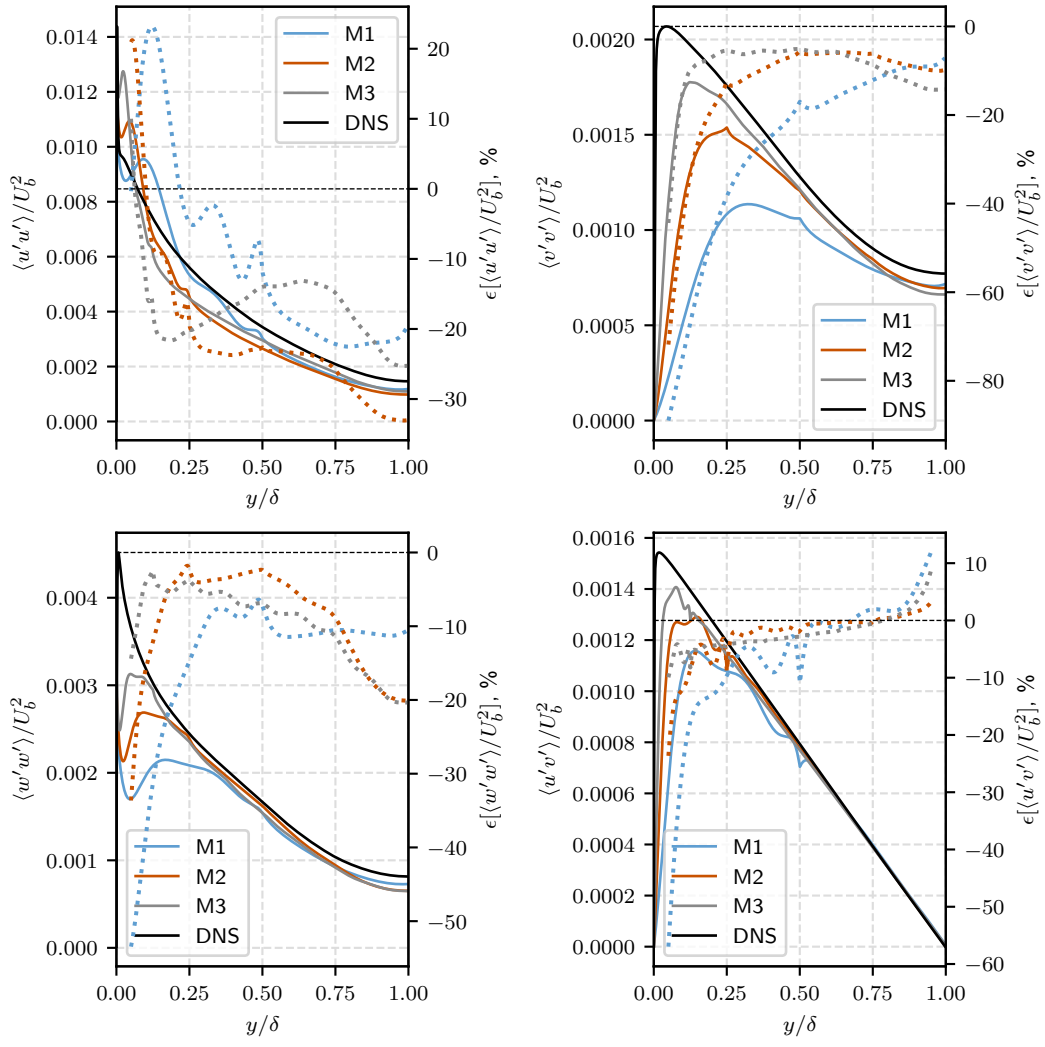 0.014
0.012
0.010
0.008
0.006
0.004
0.002
0.000
⟨u′u′⟩/U_b^2
20
10
0
−10
−20
−30
ϵ[⟨u′u′⟩/U_b^2], %
M1
M2
M3
DNS
0.00 0.25 0.50 0.75 1.00
y/δ
0.0020
0.0015
0.0010
0.0005
0.0000
⟨v′v′⟩/U_b^2
0
−20
−40
−60
−80
ϵ[⟨v′v′⟩/U_b^2], %
M1
M2
M3
DNS
0.00 0.25 0.50 0.75 1.00
y/δ
0.004
0.003
0.002
0.001
0.000
⟨w′w′⟩/U_b^2
0
−10
−20
−30
−40
−50
ϵ[⟨w′w′⟩/U_b^2], %
M1
M2
M3
DNS
0.00 0.25 0.50 0.75 1.00
y/δ
0.0016
0.0014
0.0012
0.0010
0.0008
0.0006
0.0004
0.0002
0.0000
⟨u′v′⟩/U_b^2
10
0
−10
−20
−30
−40
−50
−60
ϵ[⟨u′v′⟩/U_b^2], %
M1
M2
M3
DNS
0.00 0.25 0.50 0.75 1.00
y/δ